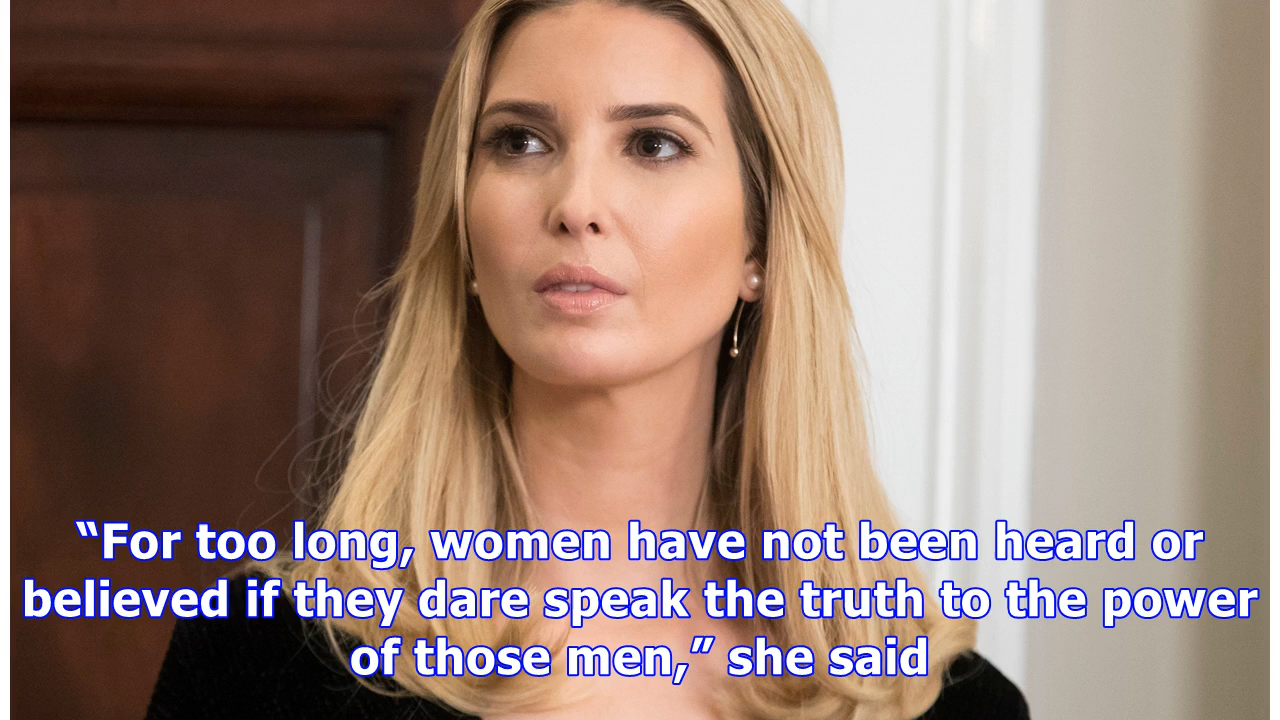 “For too long, women have not been heard or
believed if they dare speak the truth to the power
of those men,” she said